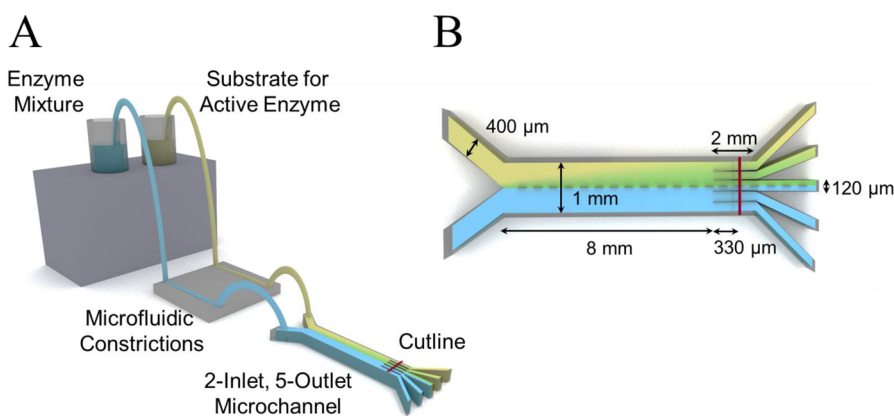 A
Enzyme
Mixture
Substrate for
Active Enzyme
Microfluidic
Constrictions
Cutline
2-Inlet, 5-Outlet
Microchannel
B
400 µm
2 mm
1 mm
120 µm
8 mm
330 µm